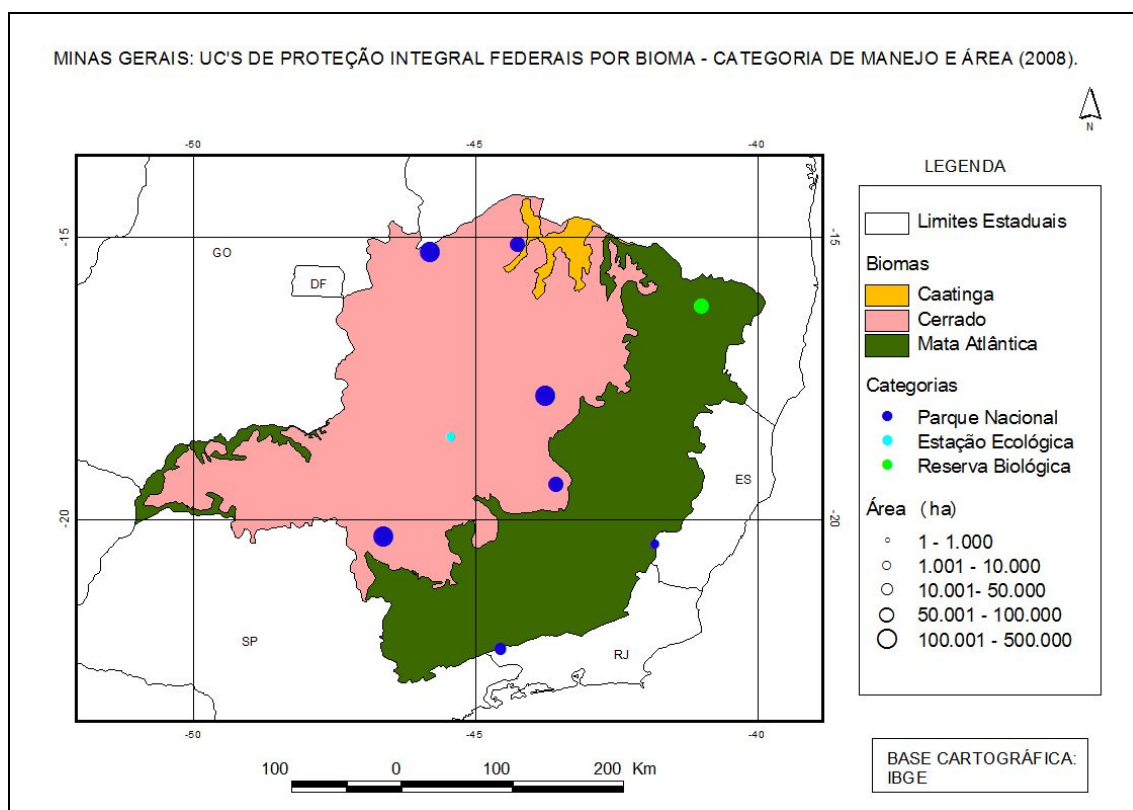 MINAS GERAIS: UC'S DE PROTEÇÃO INTEGRAL FEDERAIS POR BIOMA - CATEGORIA DE MANEJO E ÁREA (2008).
N
-50 -45 -40
-15 -15
GO
DF
ES
-20 -20
SP
RJ
-50 -45 -40
100 0 100 200 Km
LEGENDA
Limites Estaduais
Biomas
Caatinga
Cerrado
Mata Atlântica
Categorias
Parque Nacional
Estação Ecológica
Reserva Biológica
Área (ha)
1 - 1.000
1.001 - 10.000
10.001- 50.000
50.001 - 100.000
100.001 - 500.000
BASE CARTOGRÁFICA:
IBGE